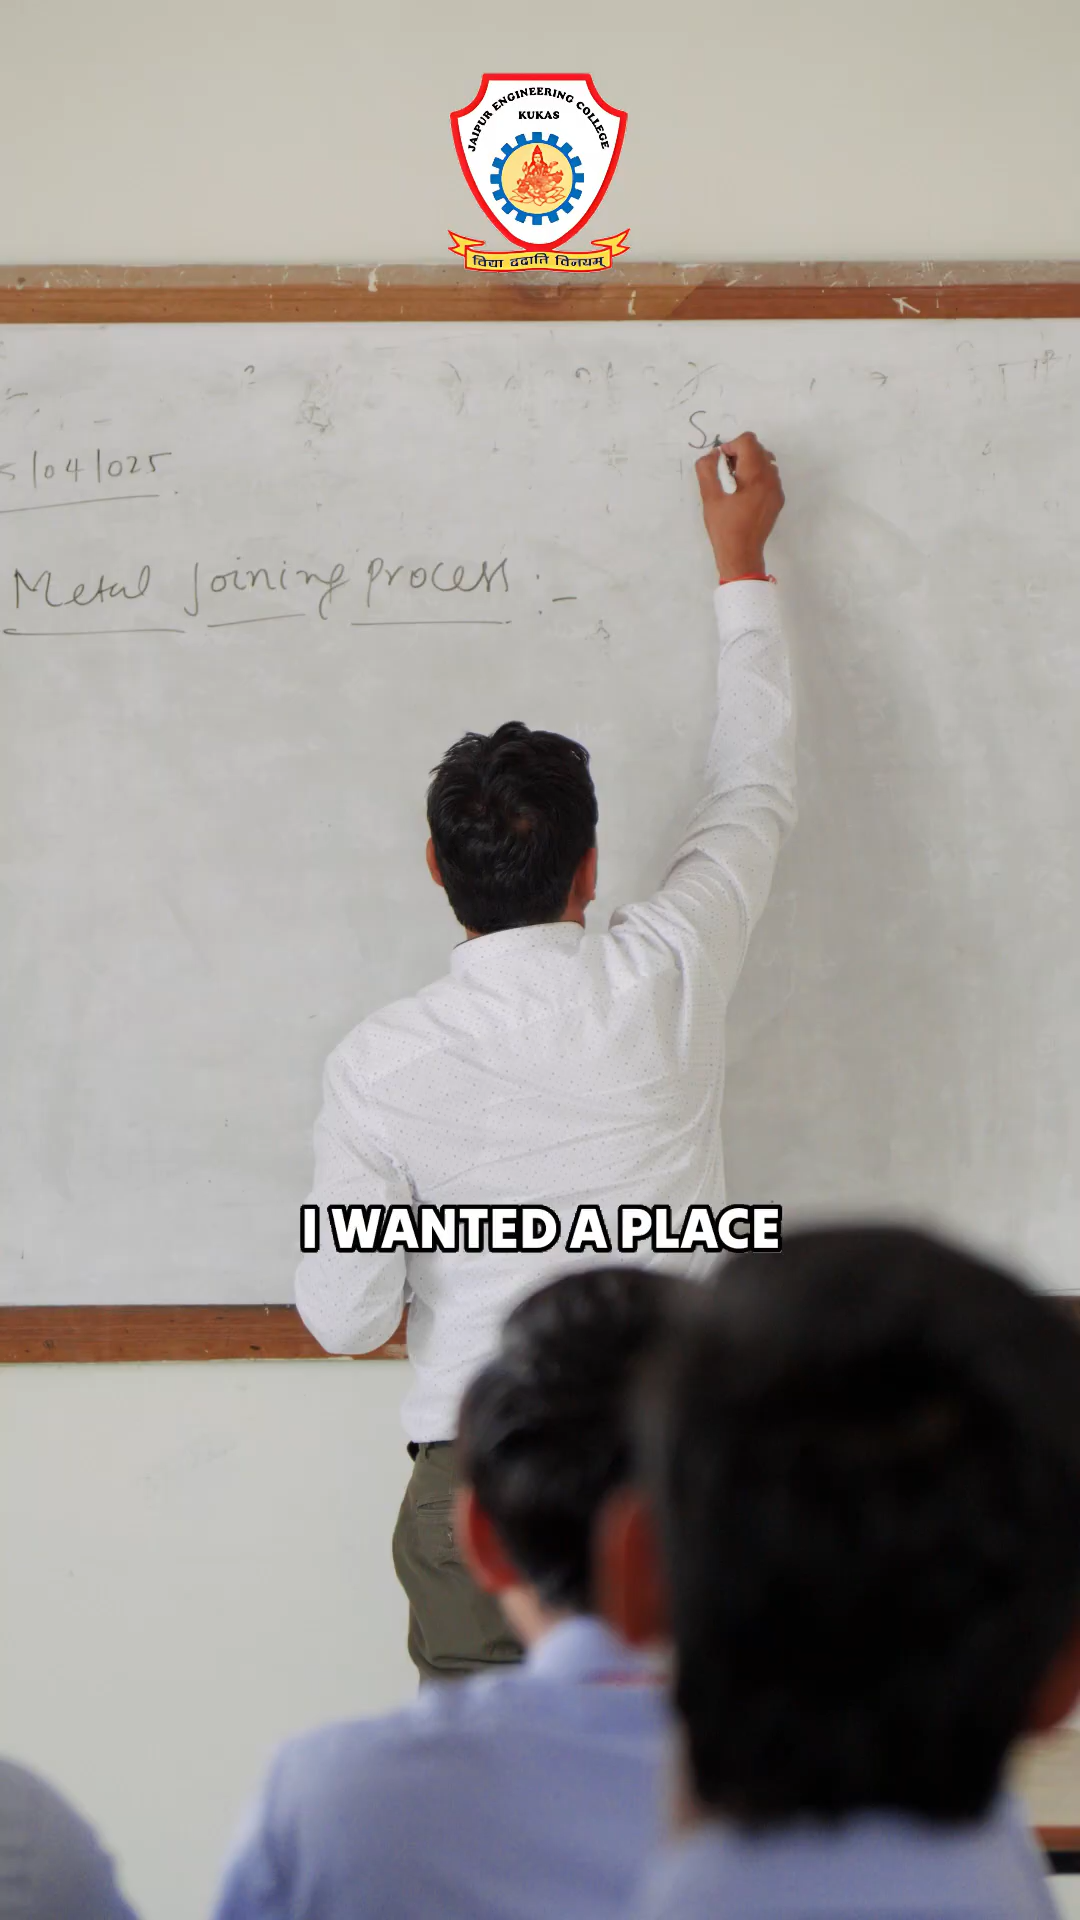 JAIPUR ENGINEERING COLLEGE
KUKAS
विद्या ददाति विनयम्
5/04/025
Metal Joining process :-
I WANTED A PLACE